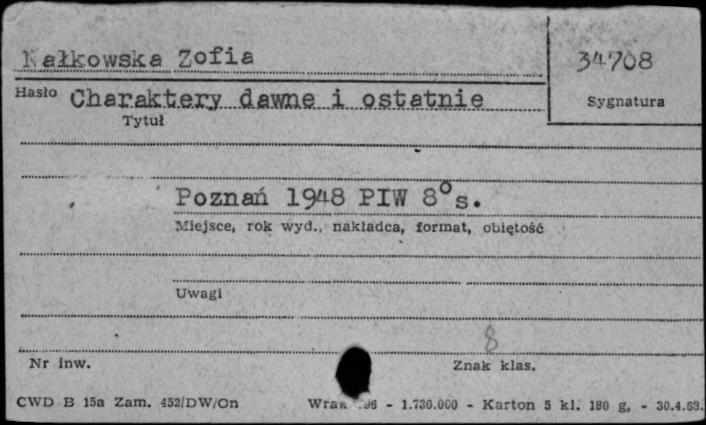 Nałkowska Zofia
34708
Hasło
Charaktery dawne i ostatnie
Sygnatura
Tytuł
Poznań 1948 PIW 8° s.
Miejsce, rok wyd., nakładca, format, objętość
Uwagi
8
Nr inw.
Znak klas.
CWD B 15a Zam. 452/DW/On
- 1.730.000 - Karton 5 kl. 180 g. - 30.4.63.